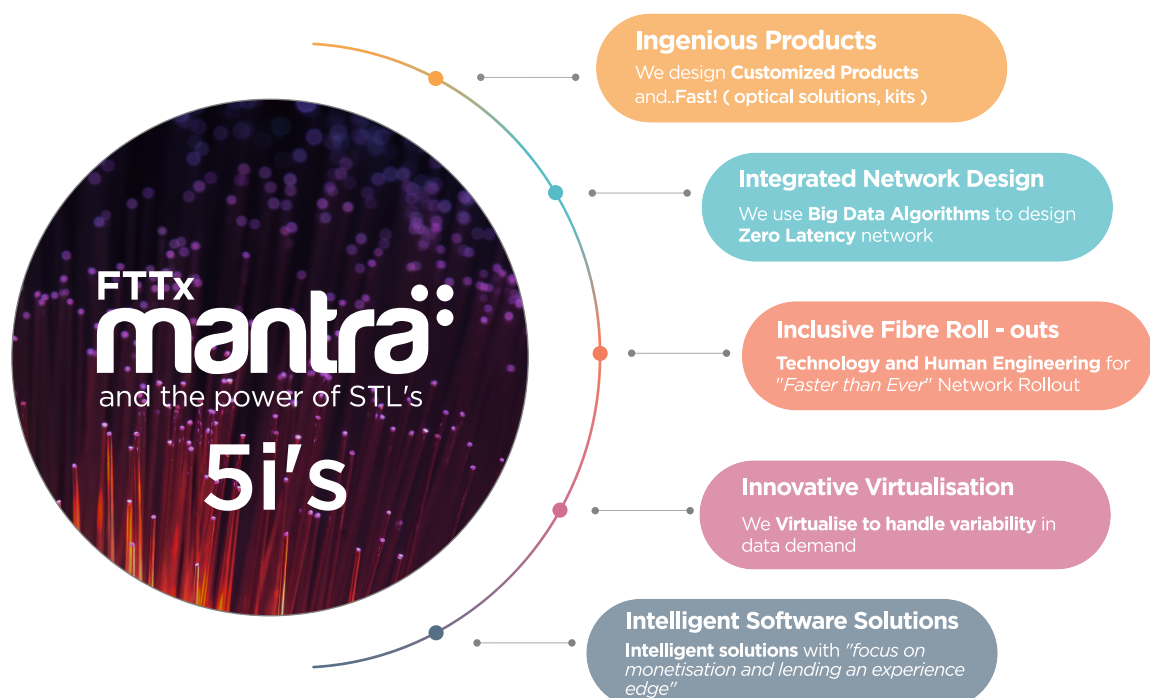 FTTx
mantra
and the power of STL's
5i's
Ingenious Products
We design Customized Products
and..Fast! ( optical solutions, kits )
Integrated Network Design
We use Big Data Algorithms to design
Zero Latency network
Inclusive Fibre Roll - outs
Technology and Human Engineering for
"Faster than Ever" Network Rollout
Innovative Virtualisation
We Virtualise to handle variability in
data demand
Intelligent Software Solutions
Intelligent solutions with "focus on
monetisation and lending an experience
edge"